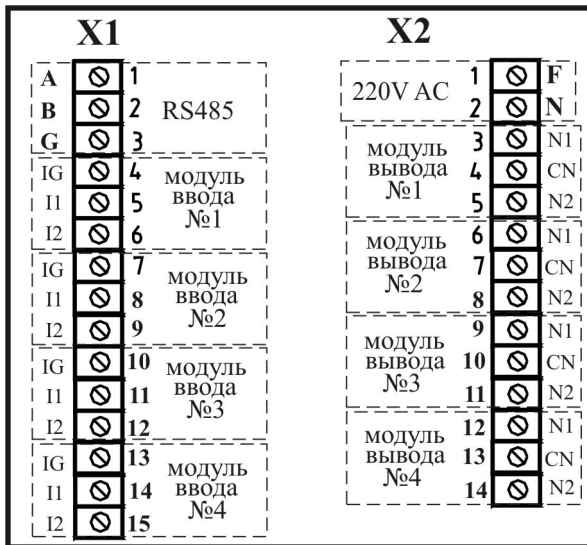 X1
A 1
B 2 RS485
G 3
IG 4 модуль
I1 5 ввода
I2 6 №1
IG 7 модуль
I1 8 ввода
I2 9 №2
IG 10 модуль
I1 11 ввода
I2 12 №3
IG 13 модуль
I1 14 ввода
I2 15 №4
X2
220V AC 1 F
2 N
модуль 3 N1
вывода 4 CN
№1 5 N2
модуль 6 N1
вывода 7 CN
№2 8 N2
модуль 9 N1
вывода 10 CN
№3 11 N2
модуль 12 N1
вывода 13 CN
№4 14 N2